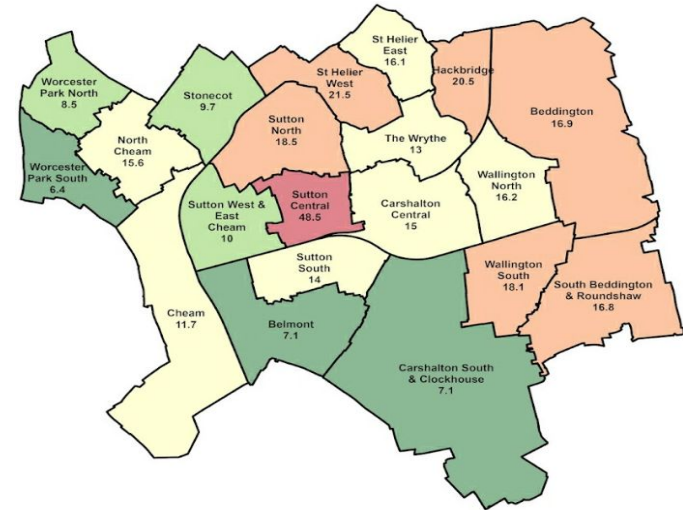 St Helier
East
16.1
Worcester
Park North
8.5
Stonecot
9.7
St Helier
West
21.5
Hackbridge
20.5
Beddington
16.9
North
Cheam
15.6
Sutton
North
18.5
The Wrythe
13
Worcester
Park South
6.4
Wallington
North
16.2
Sutton West &
East
Cheam
10
Sutton
Central
48.5
Carshalton
Central
15
Sutton
South
14
Wallington
South
18.1
South Beddington
& Roundshaw
16.8
Cheam
11.7
Belmont
7.1
Carshalton South
& Clockhouse
7.1